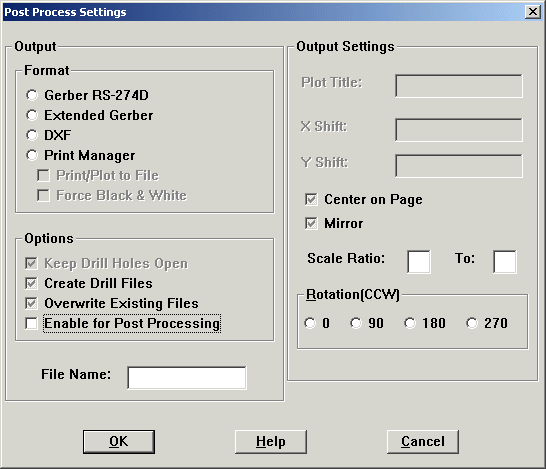 Post Process Settings
Output
Format
Gerber RS-274D
Extended Gerber
DXF
Print Manager
Print/Plot to File
Force Black & White
Options
Keep Drill Holes Open
Create Drill Files
Overwrite Existing Files
Enable for Post Processing
File Name:
Output Settings
Plot Title:
X Shift:
Y Shift:
Center on Page
Mirror
Scale Ratio: To:
Rotation(CCW)
0 90 180 270
OK Help Cancel